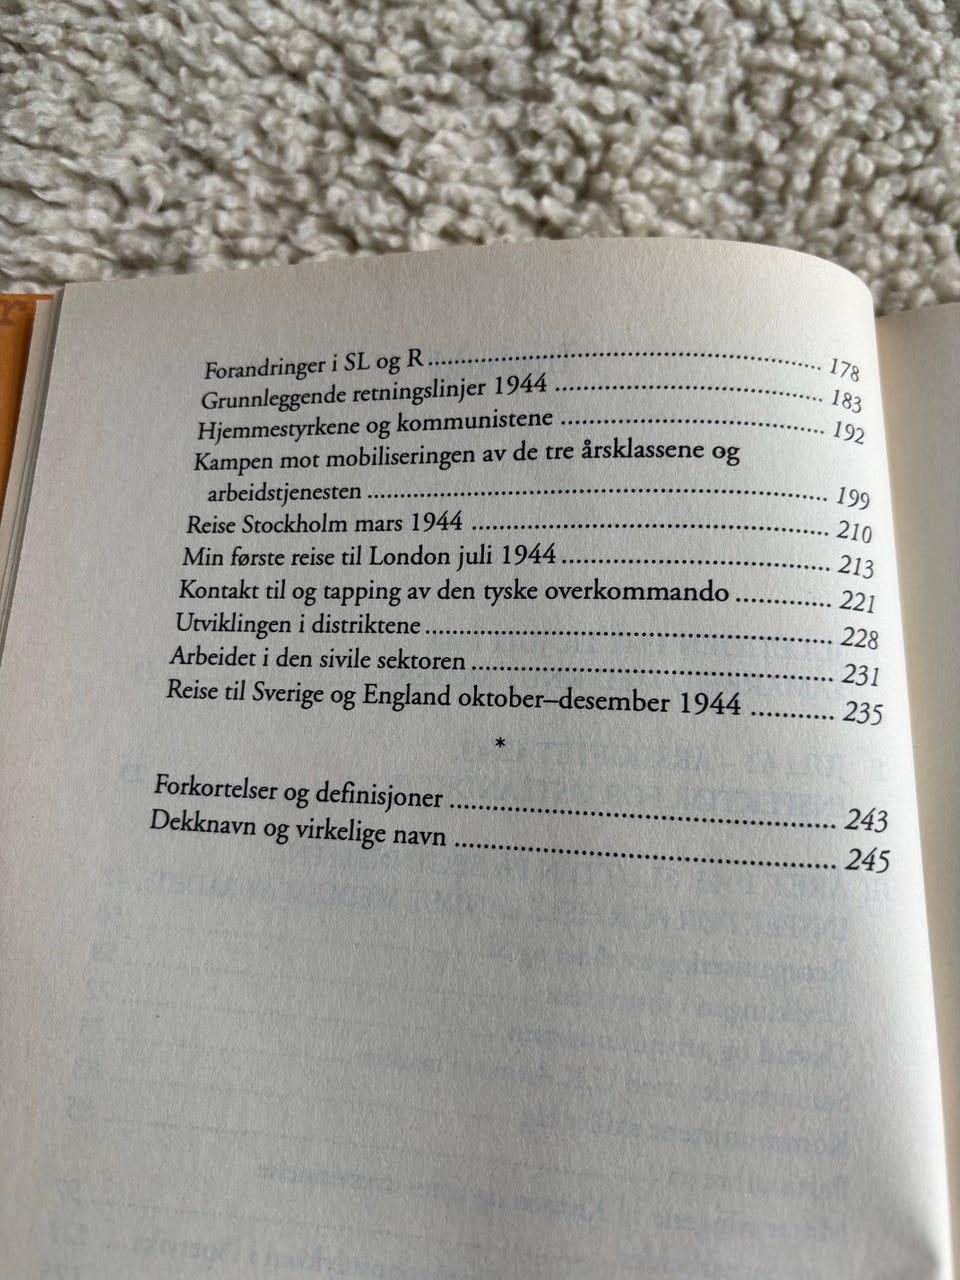 Forandringer i SL og R ........ 178
Grunnleggende retningslinjer 1944 ........ 183
Hjemmestyrkene og kommunistene ........ 192
Kampen mot mobiliseringen av de tre årsklassene og
arbeidstjenesten ........ 199
Reise Stockholm mars 1944 ........ 210
Min første reise til London juli 1944 ........ 213
Kontakt til og tapping av den tyske overkommando ........ 221
Utviklingen i distriktene ........ 228
Arbeidet i den sivile sektoren ........ 231
Reise til Sverige og England oktober–desember 1944 ........ 235
*
Forkortelser og definisjoner ........ 243
Dekknavn og virkelige navn ........ 245